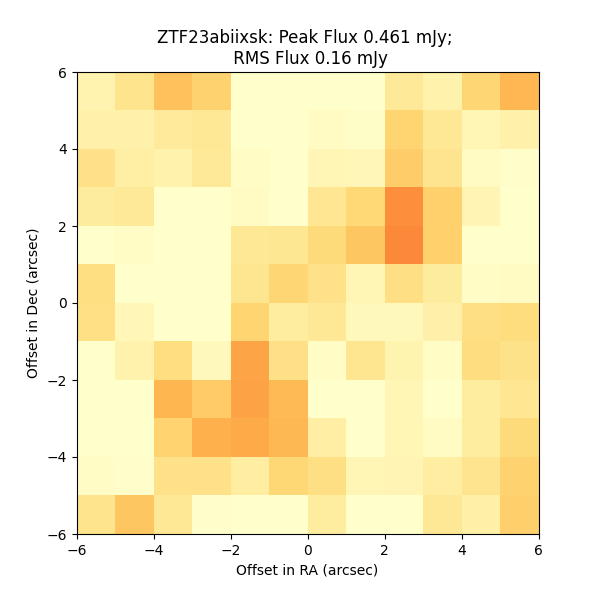 ZTF23abiixsk: Peak Flux 0.461 mJy;
RMS Flux 0.16 mJy
6
4
2
0
−2
−4
−6
Offset in Dec (arcsec)
−6 −4 −2 0 2 4 6
Offset in RA (arcsec)